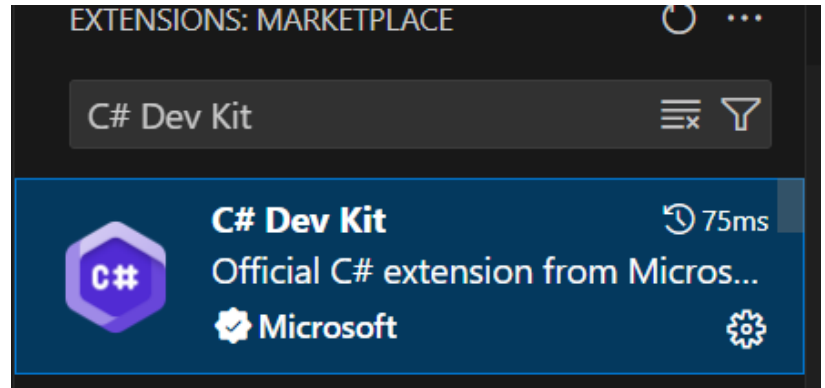 EXTENSIONS: MARKETPLACE
C# Dev Kit
C# Dev Kit 75ms
C# Official C# extension from Micros...
Microsoft